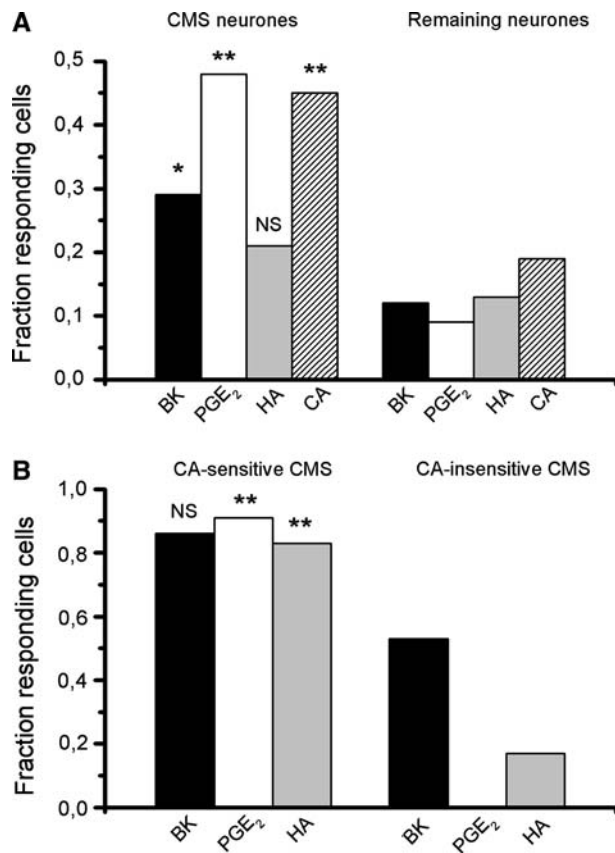 A
CMS neurones Remaining neurones
Fraction responding cells
0,5
0,4
0,3
0,2
0,1
0,0
* ** NS **
BK PGE₂ HA CA BK PGE₂ HA CA
B
CA-sensitive CMS CA-insensitive CMS
Fraction responding cells
1,0
0,8
0,6
0,4
0,2
0,0
NS ** **
BK PGE₂ HA BK PGE₂ HA